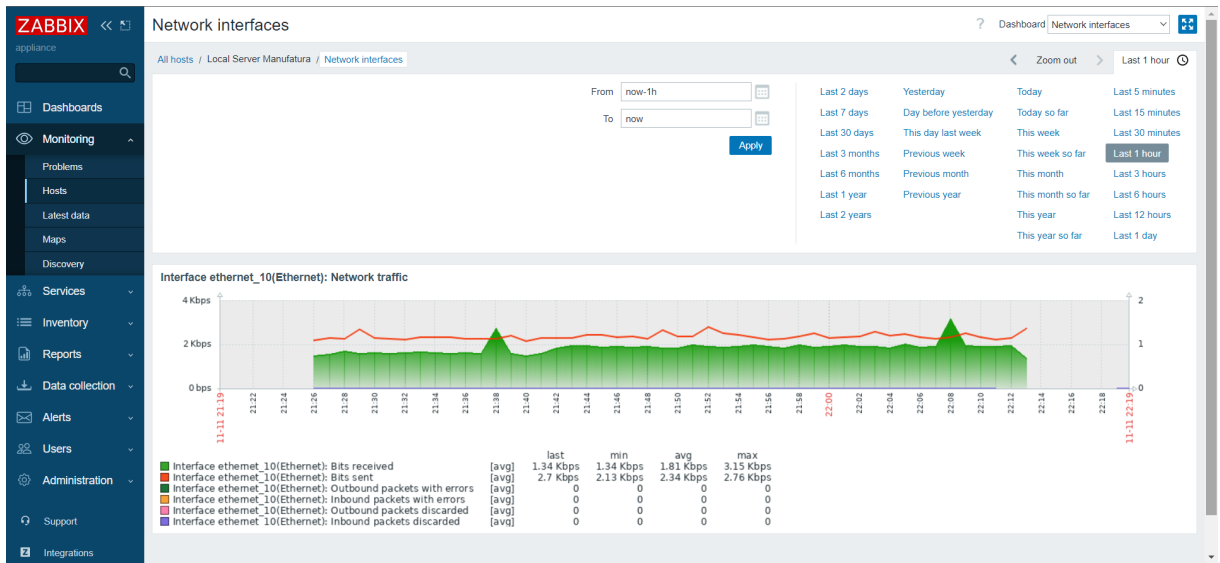 ZABBIX
appliance
Dashboards
Monitoring
Problems
Hosts
Latest data
Maps
Discovery
Services
Inventory
Reports
Data collection
Alerts
Users
Administration
Support
Z Integrations
Network interfaces
? Dashboard Network interfaces
All hosts / Local Server Manufatura / Network interfaces
< Zoom out > Last 1 hour
From now-1h
To now
Apply
Last 2 days Yesterday Today Last 5 minutes
Last 7 days Day before yesterday Today so far Last 15 minutes
Last 30 days This day last week This week Last 30 minutes
Last 3 months Previous week This week so far Last 1 hour
Last 6 months Previous month This month Last 3 hours
Last 1 year Previous year This month so far Last 6 hours
Last 2 years This year Last 12 hours
This year so far Last 1 day
Interface ethernet_10(Ethernet): Network traffic
4 Kbps 2
2 Kbps 1
0 bps 0
11-11 21:19 21:22 21:24 21:26 21:28 21:30 21:32 21:34 21:36 21:38 21:40 21:42 21:44 21:46 21:48 21:50 21:52 21:54 21:56 21:58 22:00 22:02 22:04 22:06 22:08 22:10 22:12 22:14 22:16 22:18 11-11 22:19
last min avg max
Interface ethernet_10(Ethernet): Bits received [avg] 1.34 Kbps 1.34 Kbps 1.81 Kbps 3.15 Kbps
Interface ethernet_10(Ethernet): Bits sent [avg] 2.7 Kbps 2.13 Kbps 2.34 Kbps 2.76 Kbps
Interface ethernet_10(Ethernet): Outbound packets with errors [avg] 0 0 0 0
Interface ethernet_10(Ethernet): Inbound packets with errors [avg] 0 0 0 0
Interface ethernet_10(Ethernet): Outbound packets discarded [avg] 0 0 0 0
Interface ethernet_10(Ethernet): Inbound packets discarded [avg] 0 0 0 0